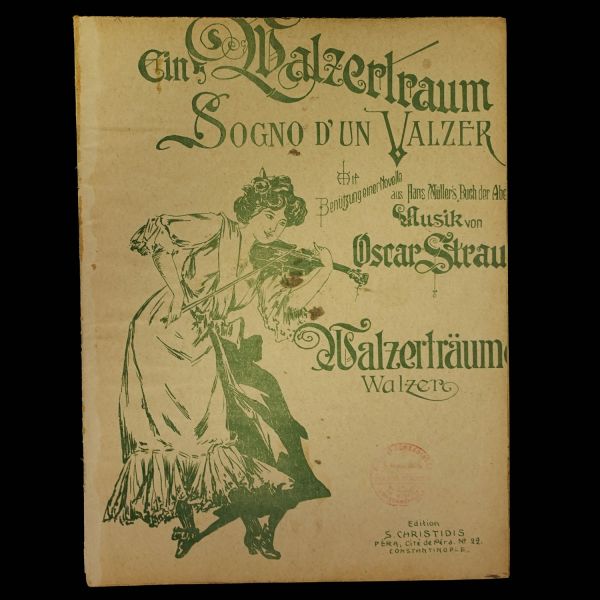 Ein Walzertraum
SOGNO D'UN VALZER
Mit
Benützung einer Novelle aus Hans Müller's, Buch der Abe
Musik von
Oscar Strau
Walzerträume
Walzer
Edition
S. CHRISTIDIS
PÉRA, Cité de Péra. Nº 22.
CONSTANTINOPLE.